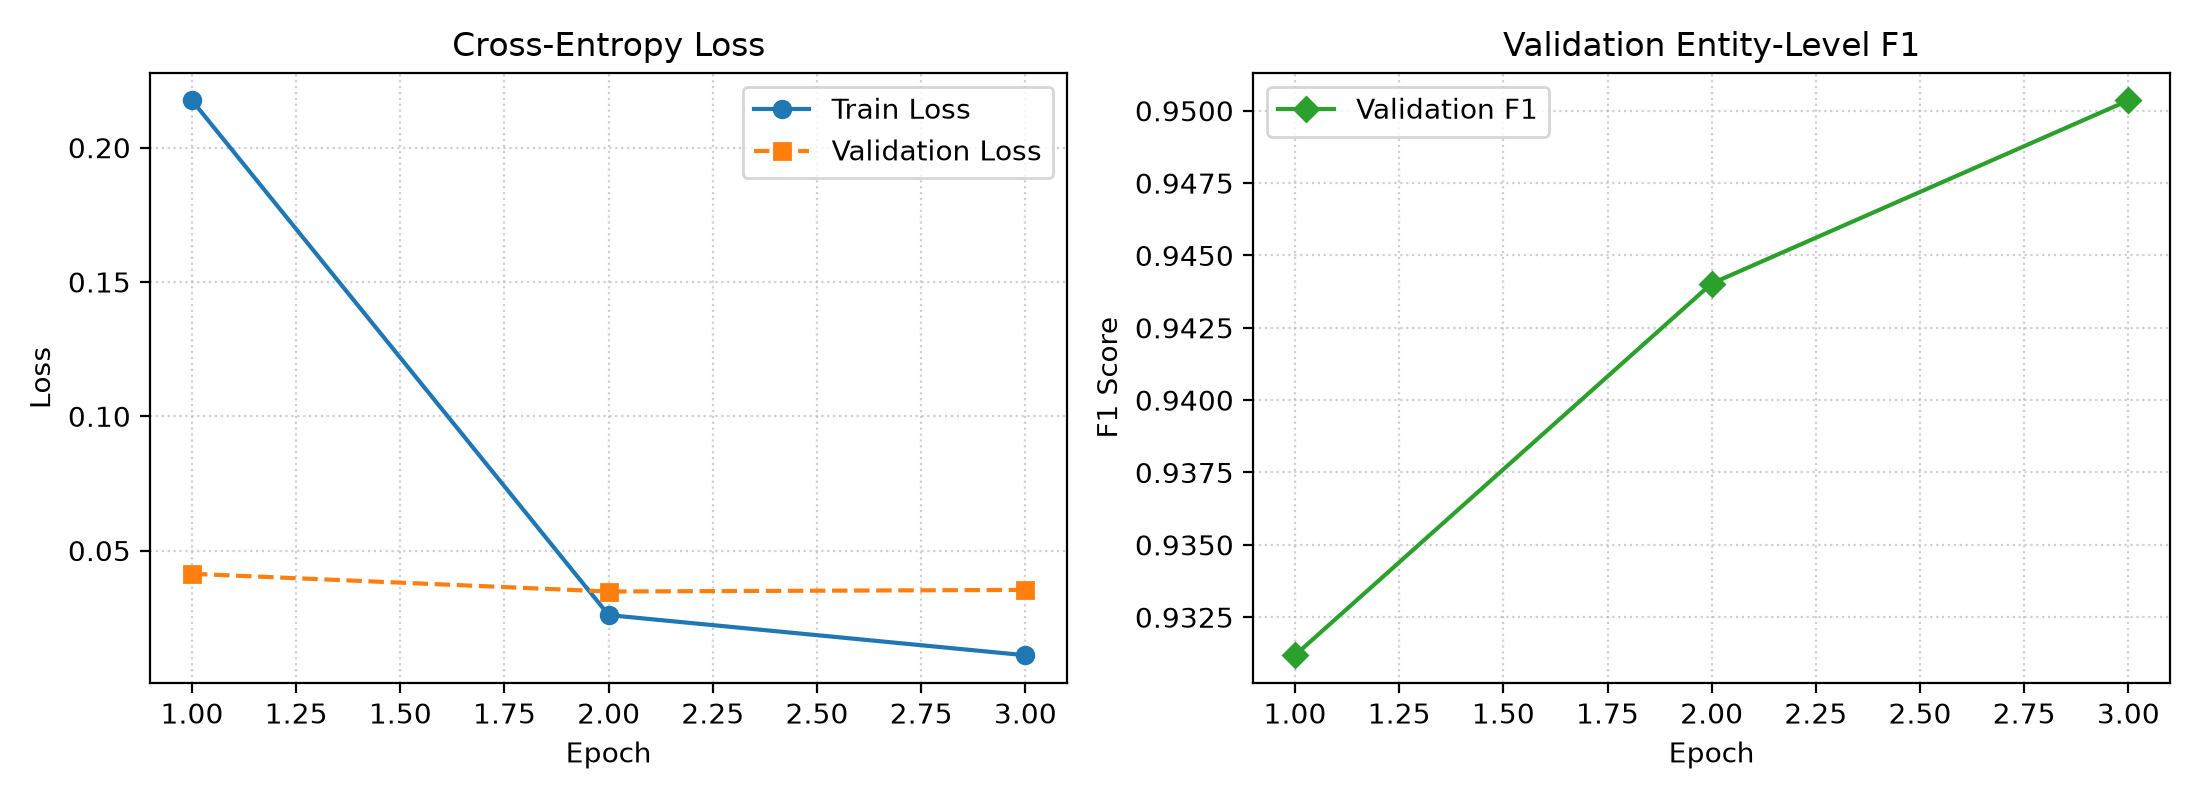 Cross-Entropy Loss
Train Loss
Validation Loss
0.20
0.15
0.10
0.05
Loss
1.00 1.25 1.50 1.75 2.00 2.25 2.50 2.75 3.00
Epoch
Validation Entity-Level F1
Validation F1
0.9500
0.9475
0.9450
0.9425
0.9400
0.9375
0.9350
0.9325
F1 Score
1.00 1.25 1.50 1.75 2.00 2.25 2.50 2.75 3.00
Epoch